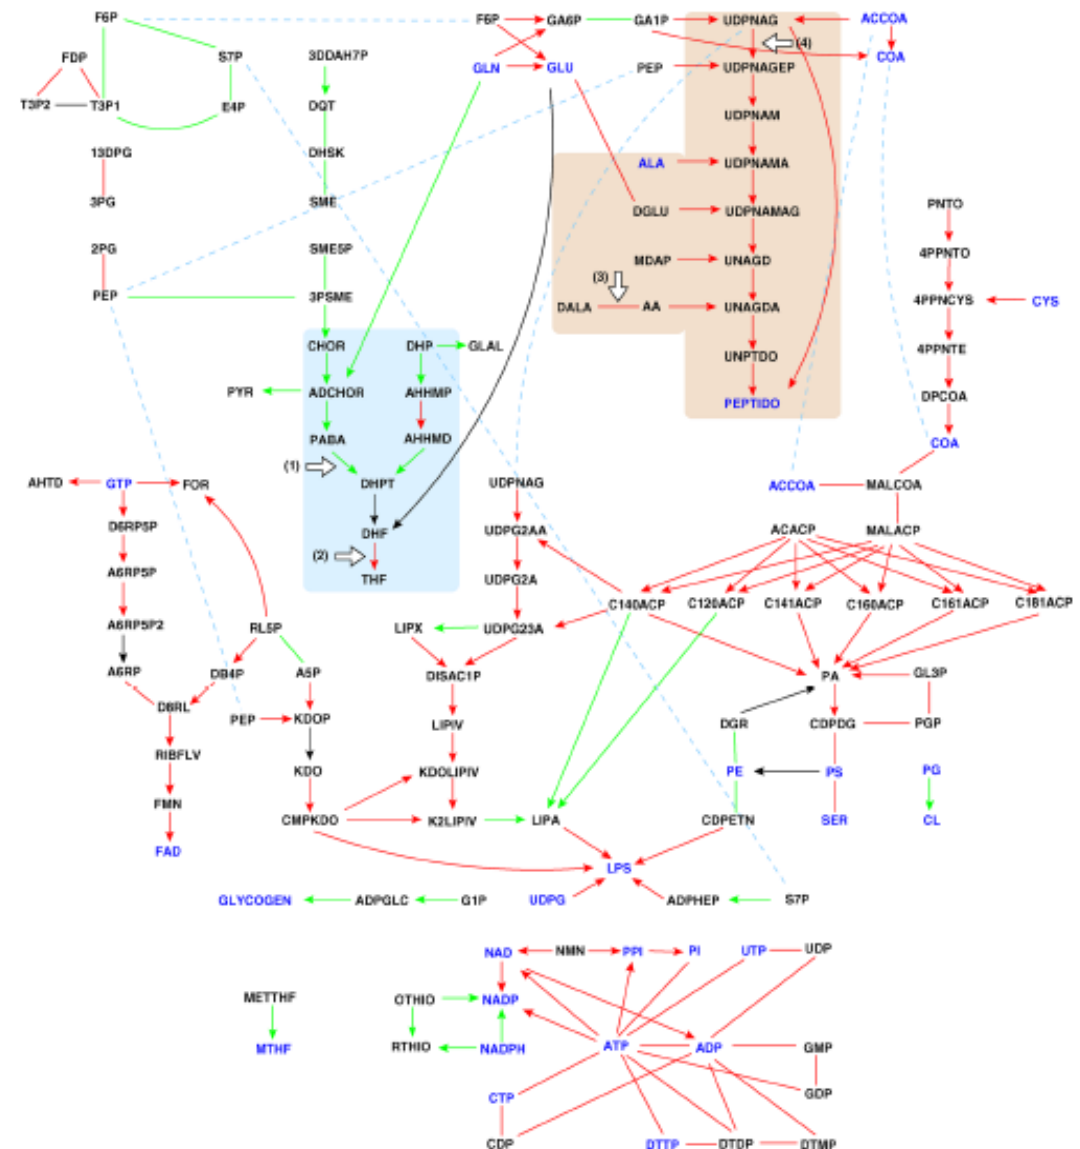 F6P F6P GA6P GA1P UDPNAG ACCOA
FDP S7P 3DDAH7P GLN GLU PEP UDPNAGEP (4) COA
T3P2 T3P1 E4P DQT UDPNAM
13DPG DHSK ALA UDPNAMA
3PG SME DGLU UDPNAMAG PNTO
2PG SME5P MDAP UNAGD 4PPNTO
PEP 3PSME (3) DALA AA UNAGDA 4PPNCYS CYS
CHOR DHP GLAL UNPTDO 4PPNTE
PYR ADCHOR AHHMP PEPTIDO DPCOA
PABA AHHMD COA
(1)
AHTD GTP FOR DHPT UDPNAG ACCOA MALCOA
D6RP5P DHF UDPG2AA ACACP MALACP
(2)
A6RP5P THF UDPG2A
C140ACP C120ACP C141ACP C160ACP C161ACP C181ACP
A6RP5P2 RL5P LIPX UDPG23A
A6RP DB4P A5P DISAC1P PA GL3P
D8RL PEP KDOP LIPIV DGR CDPDG PGP
RIBFLV KDO KDOLIPIV PE PS PG
FMN CMPKDO K2LIPIV LIPA CDPETN SER CL
FAD LPS
GLYCOGEN ADPGLC G1P UDPG ADPHEP S7P
NAD NMN PPI PI UTP UDP
METTHF OTHIO NADP
MTHF RTHIO NADPH ATP ADP GMP
CTP GDP
CDP DTTP DTDP DTMP